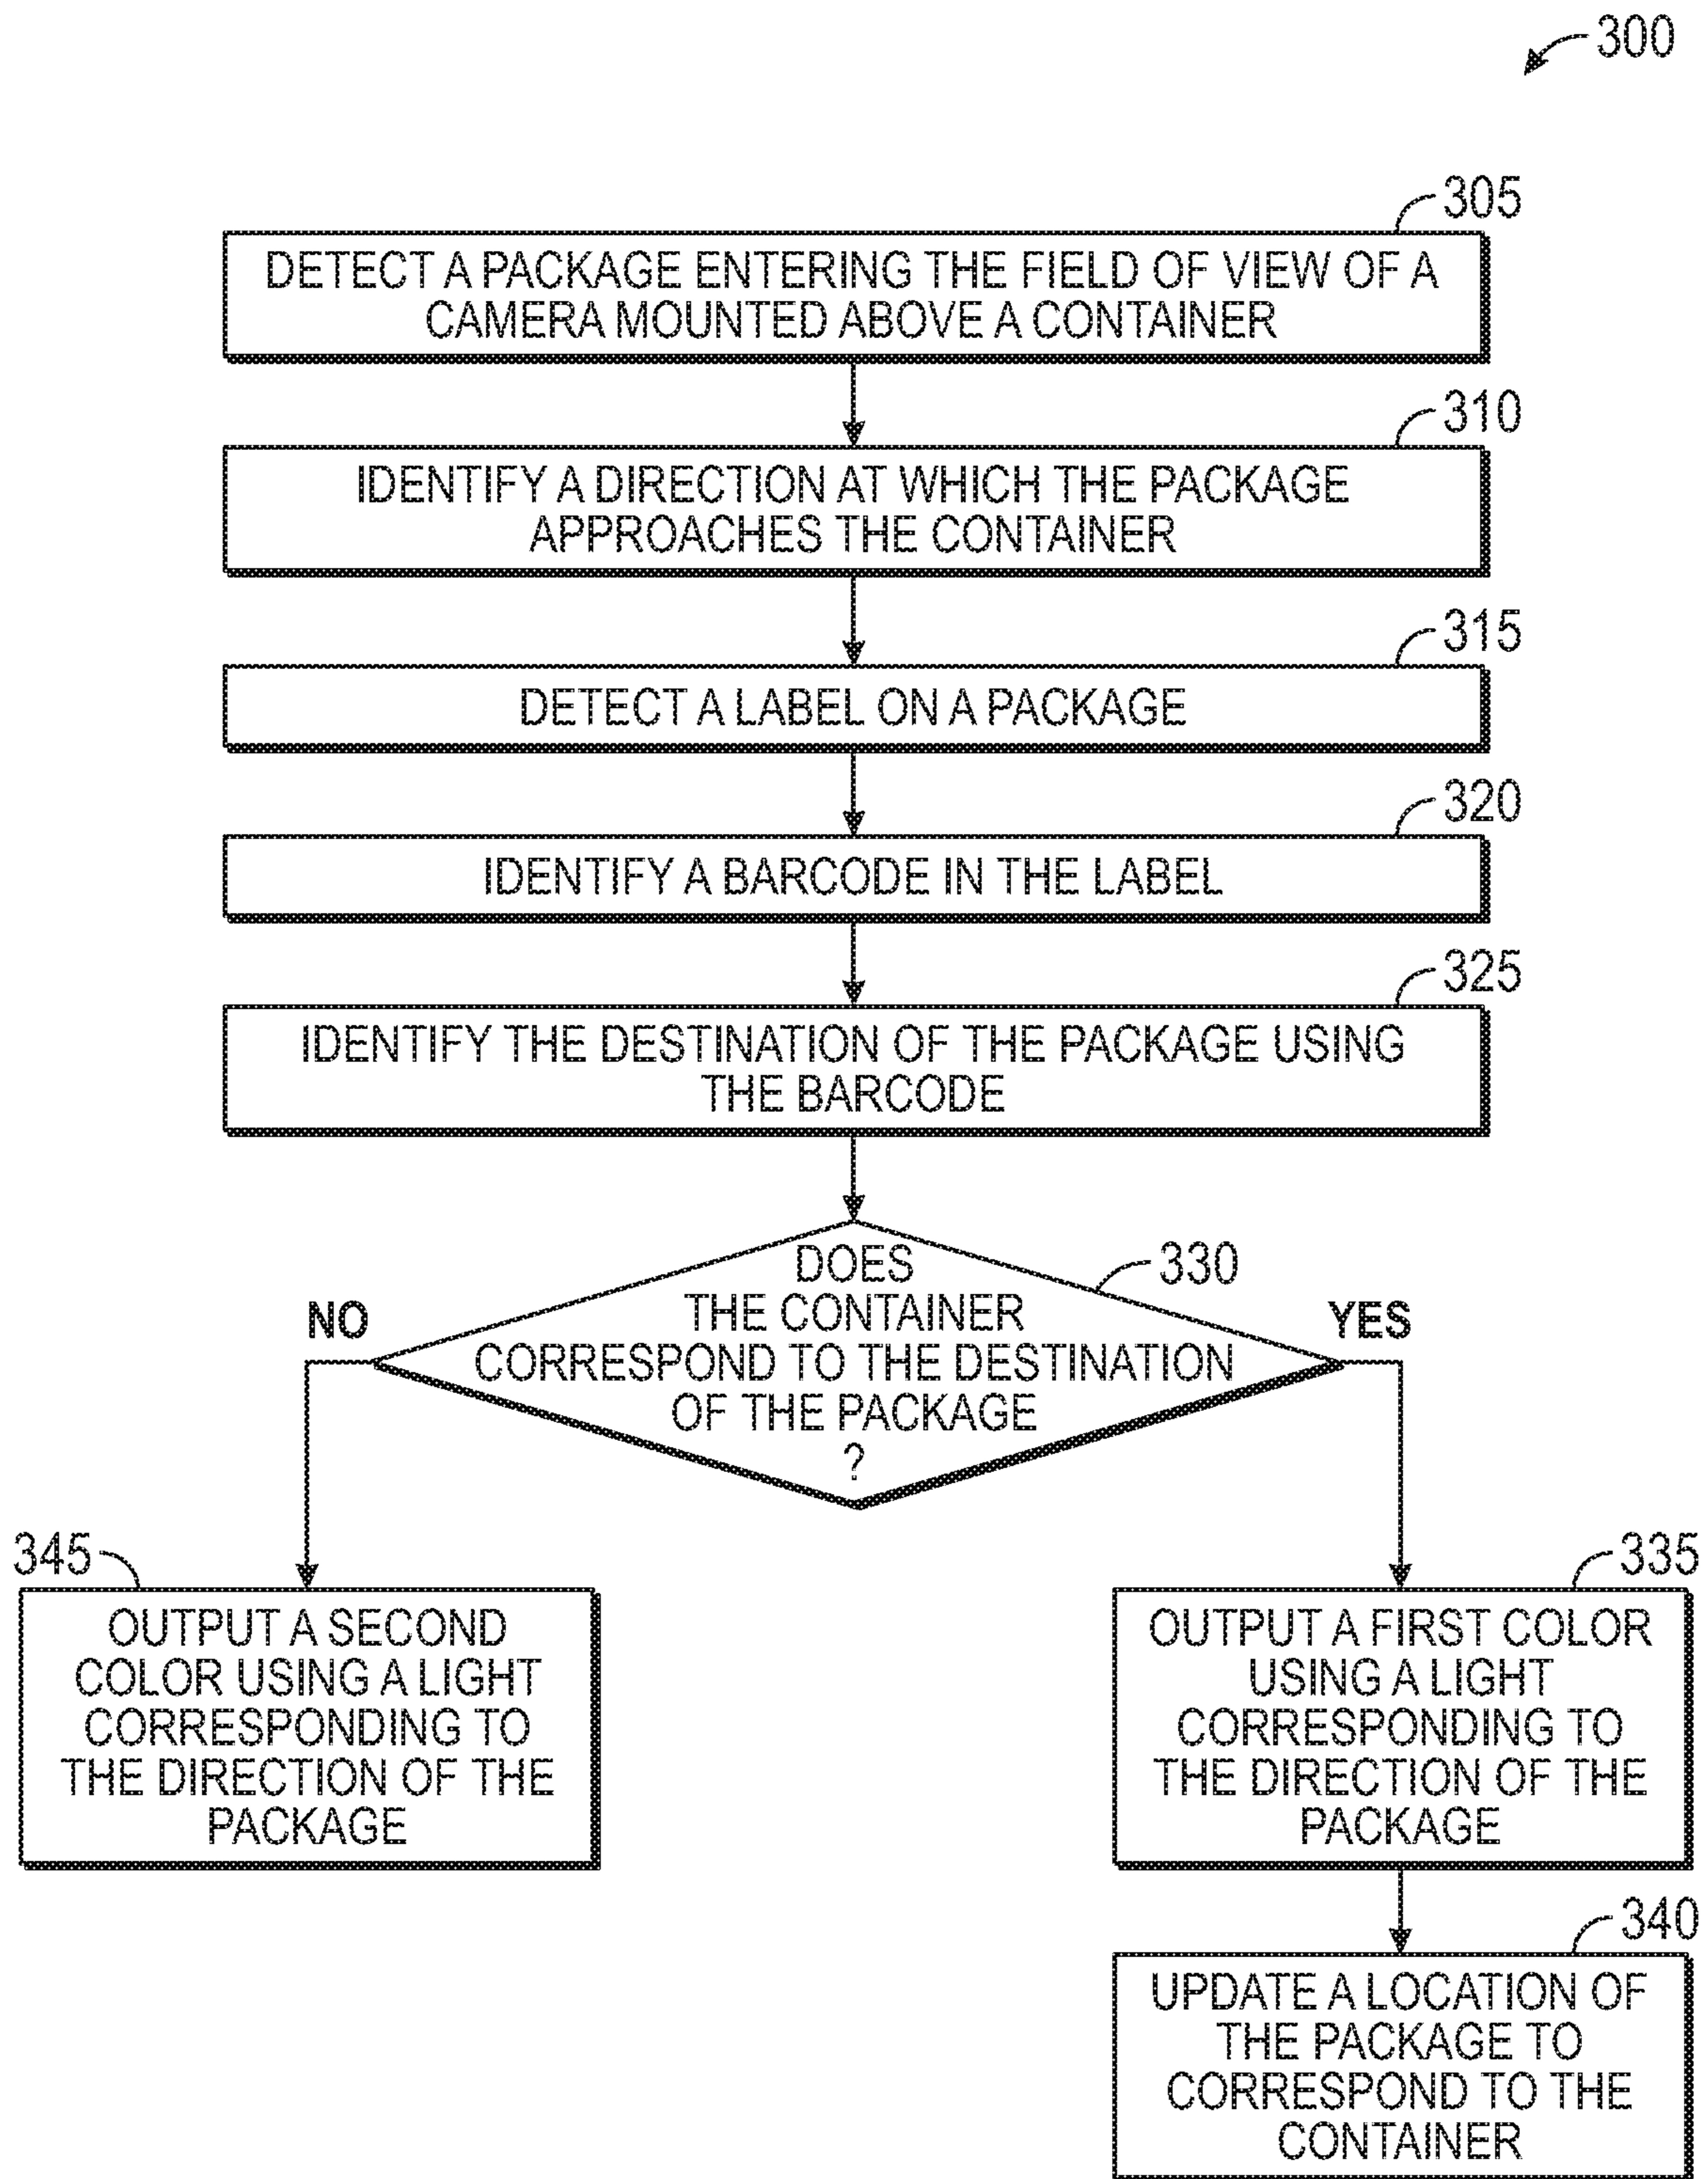 300
305
DETECT A PACKAGE ENTERING THE FIELD OF VIEW OF A
CAMERA MOUNTED ABOVE A CONTAINER
310
IDENTIFY A DIRECTION AT WHICH THE PACKAGE
APPROACHES THE CONTAINER
315
DETECT A LABEL ON A PACKAGE
320
IDENTIFY A BARCODE IN THE LABEL
325
IDENTIFY THE DESTINATION OF THE PACKAGE USING
THE BARCODE
330
DOES
THE CONTAINER
CORRESPOND TO THE DESTINATION
OF THE PACKAGE
?
NO
YES
345
OUTPUT A SECOND
COLOR USING A LIGHT
CORRESPONDING TO
THE DIRECTION OF THE
PACKAGE
335
OUTPUT A FIRST COLOR
USING A LIGHT
CORRESPONDING TO
THE DIRECTION OF THE
PACKAGE
340
UPDATE A LOCATION OF
THE PACKAGE TO
CORRESPOND TO THE
CONTAINER